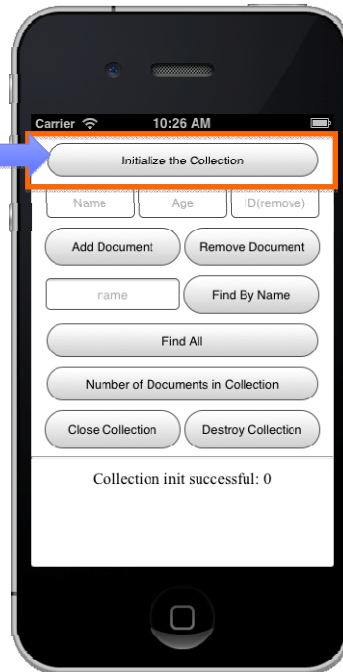 Carrier 10:26 AM
Initialize the Collection
Name Age ID(remove)
Add Document Remove Document
name Find By Name
Find All
Number of Documents in Collection
Close Collection Destroy Collection
Collection init successful: 0